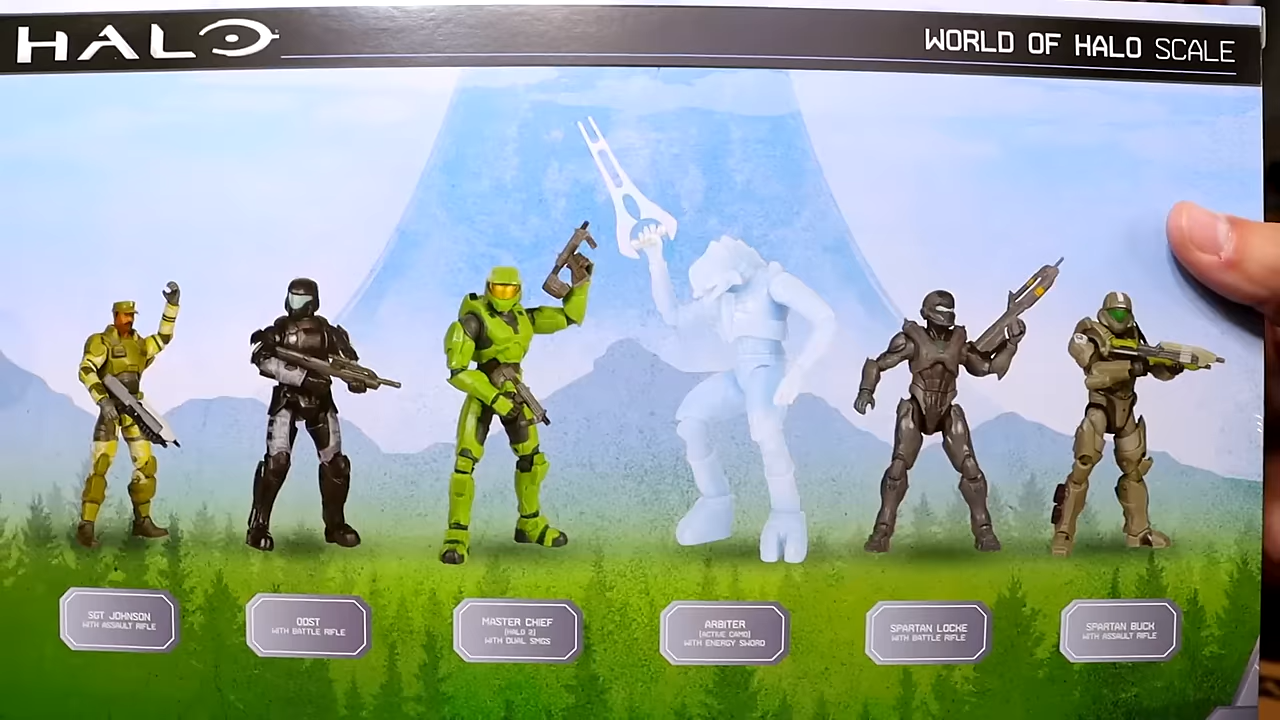 HALO
WORLD OF HALO SCALE
SGT JOHNSON
WITH ASSAULT RIFLE
ODST
WITH BATTLE RIFLE
MASTER CHIEF
(HALO 2)
WITH DUAL SMGS
ARBITER
(ACTIVE CAMO)
WITH ENERGY SWORD
SPARTAN LOCKE
WITH BATTLE RIFLE
SPARTAN BUCK
WITH ASSAULT RIFLE